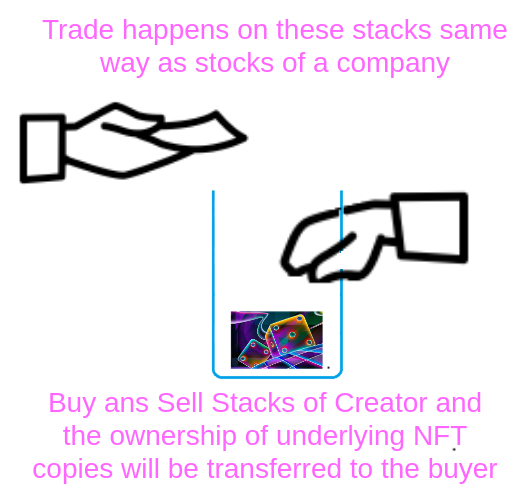 Trade happens on these stacks same
way as stocks of a company
Buy ans Sell Stacks of Creator and
the ownership of underlying NFT
copies will be transferred to the buyer